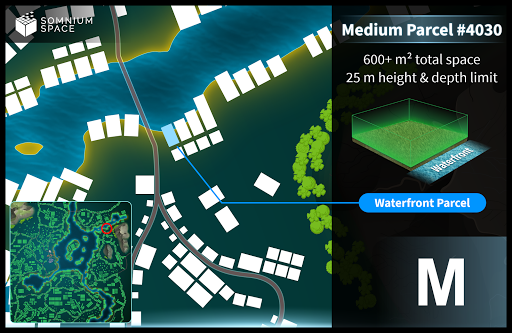 SOMNIUM
SPACE
Medium Parcel #4030
600+ m² total space
25 m height & depth limit
Waterfront
Waterfront Parcel
M